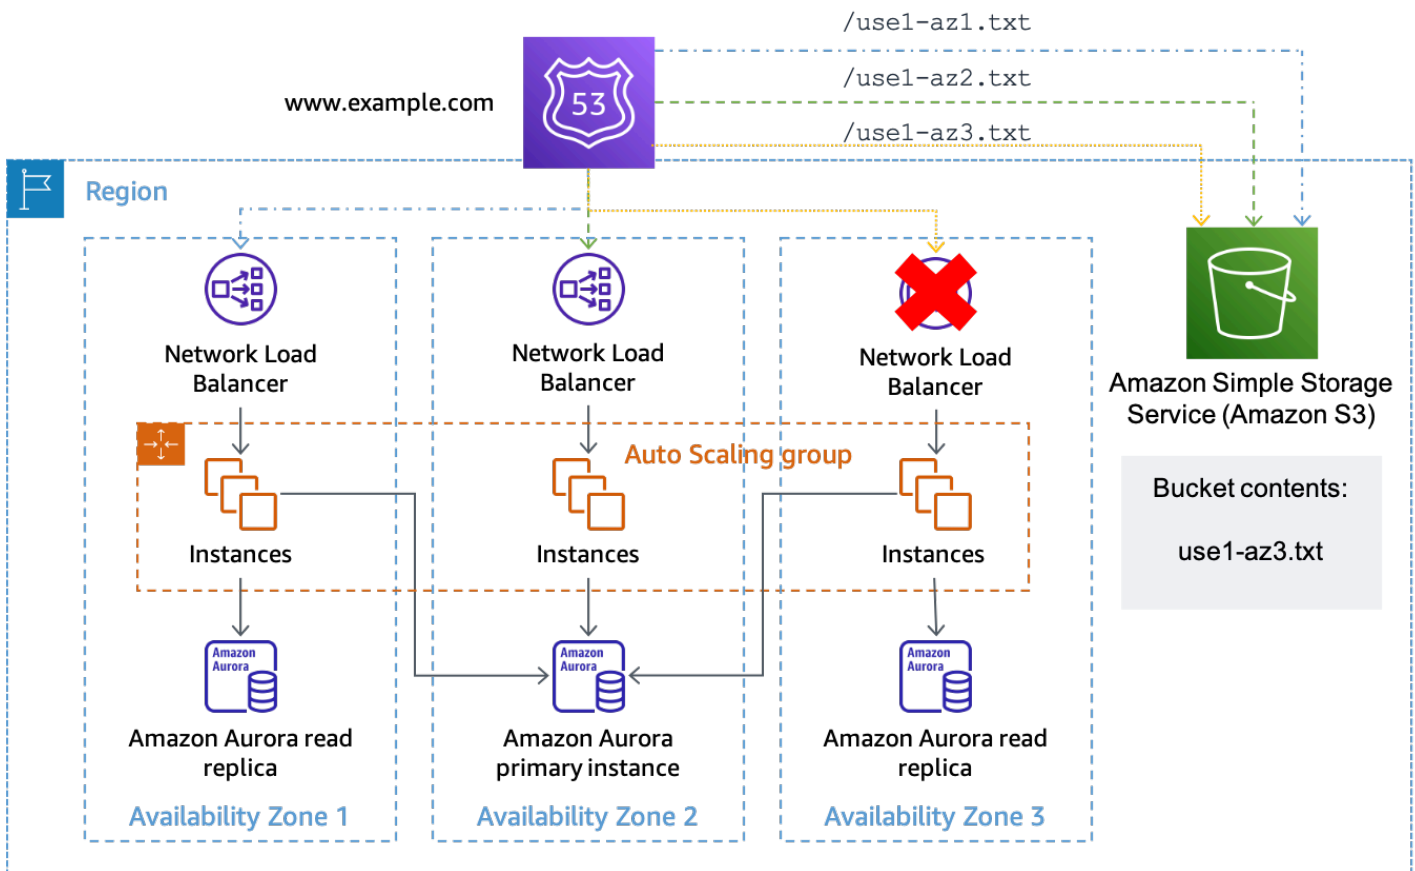 /use1-az1.txt
www.example.com
53
/use1-az2.txt
/use1-az3.txt
Region
Network Load
Balancer
Network Load
Balancer
Network Load
Balancer
Amazon Simple Storage
Service (Amazon S3)
Auto Scaling group
Bucket contents:
use1-az3.txt
Instances
Instances
Instances
Amazon
Aurora
Amazon
Aurora
Amazon
Aurora
Amazon Aurora read
replica
Amazon Aurora
primary instance
Amazon Aurora read
replica
Availability Zone 1
Availability Zone 2
Availability Zone 3